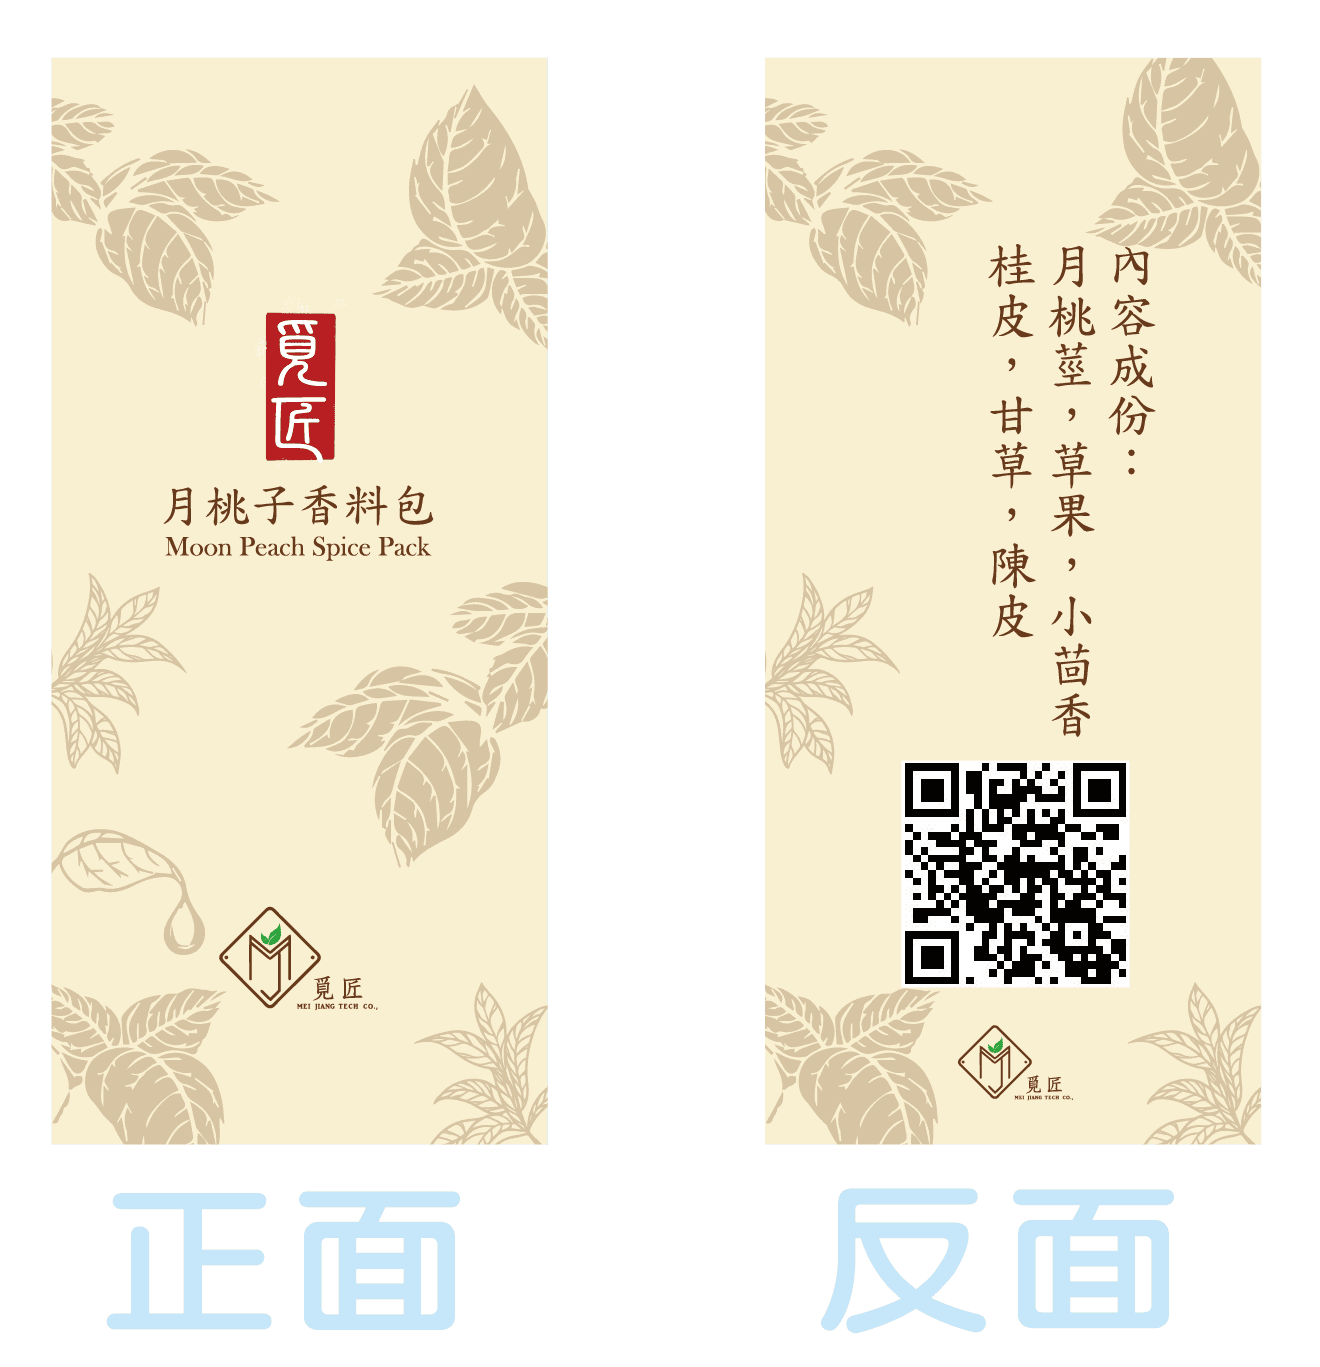 覓匠
月桃子香料包
Moon Peach Spice Pack
覓匠
MEI JIANG TECH CO.,
正面
內容成份：
月桃莖，草果，小茴香
桂皮，甘草，陳皮
覓匠
MEI JIANG TECH CO.,
反面